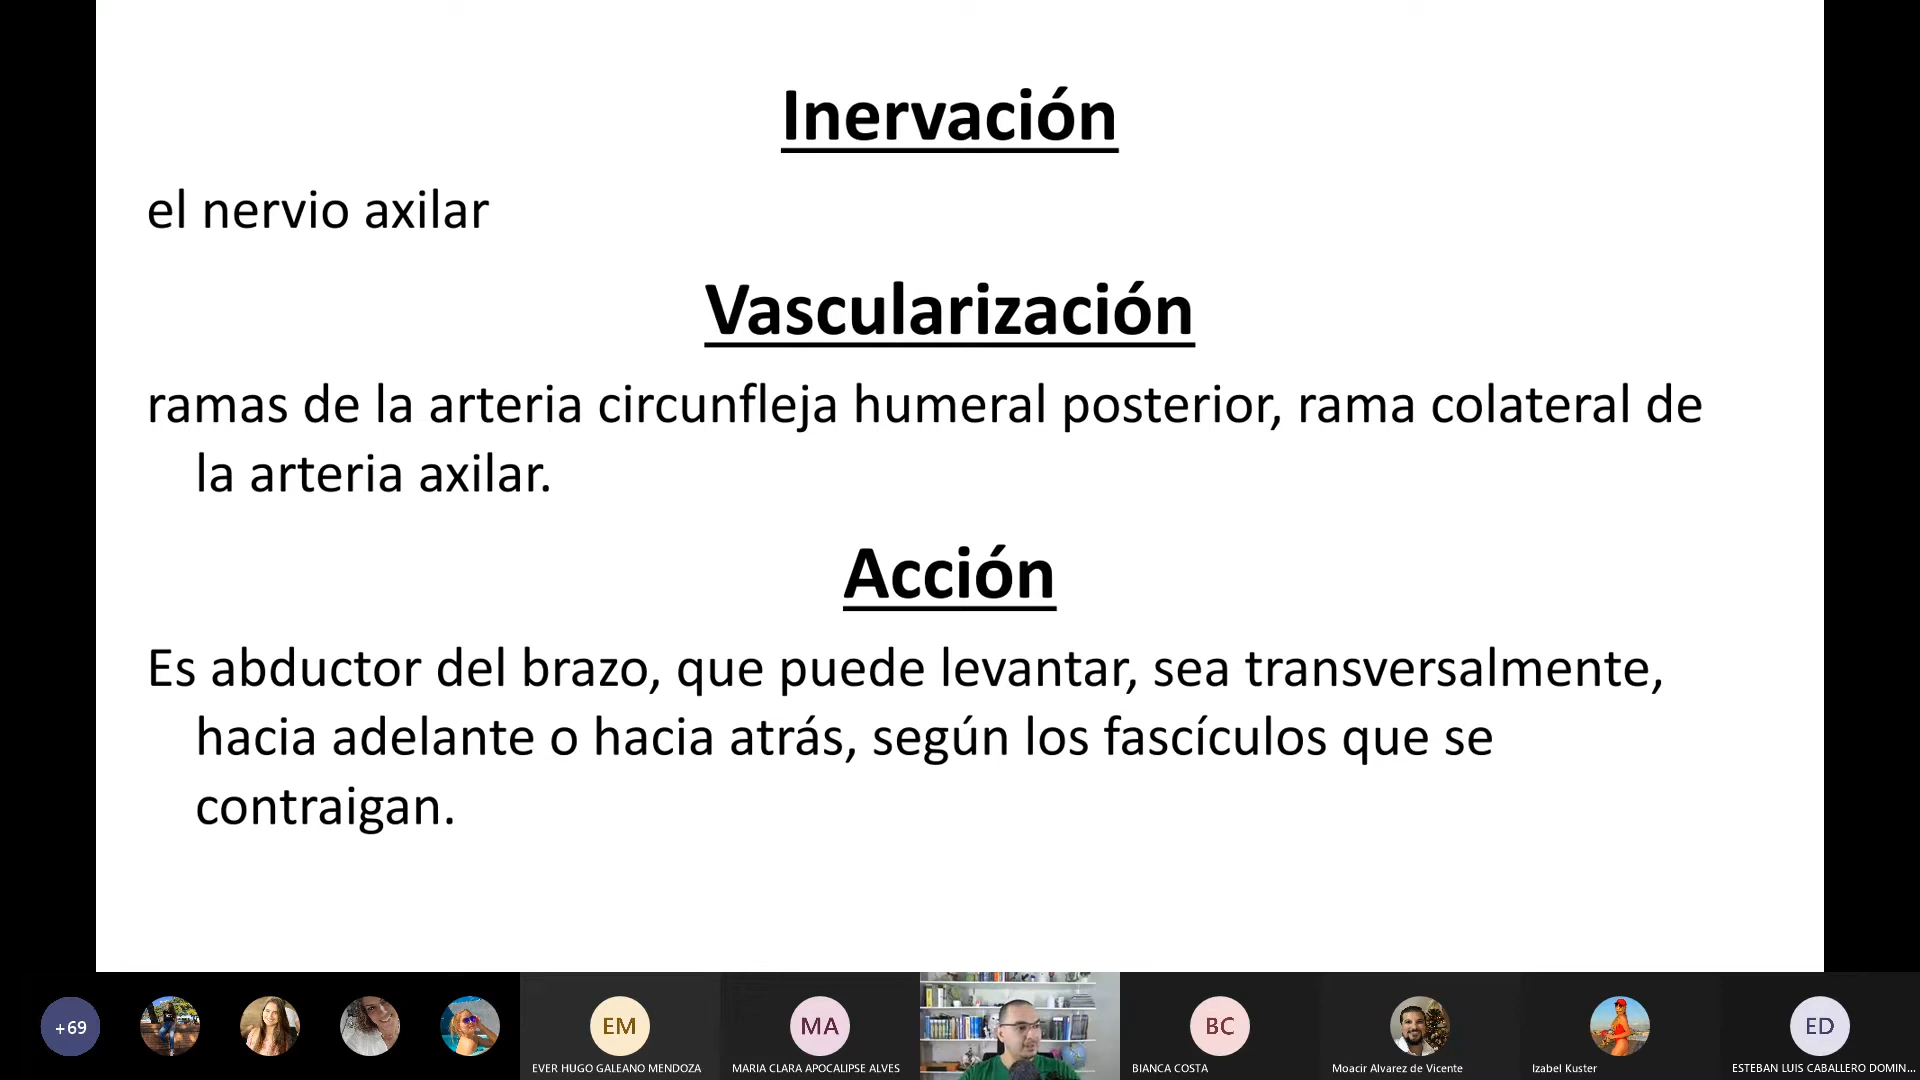 Inervación
el nervio axilar
Vascularización
ramas de la arteria circunfleja humeral posterior, rama colateral de
la arteria axilar.
Acción
Es abductor del brazo, que puede levantar, sea transversalmente,
hacia adelante o hacia atrás, según los fascículos que se
contraigan.
+69
EM
MA
BC
ED
EVER HUGO GALEANO MENDOZA
MARIA CLARA APOCALIPSE ALVES
BIANCA COSTA
Moacir Alvarez de Vicente
Izabel Kuster
ESTEBAN LUIS CABALLERO DOMIN...